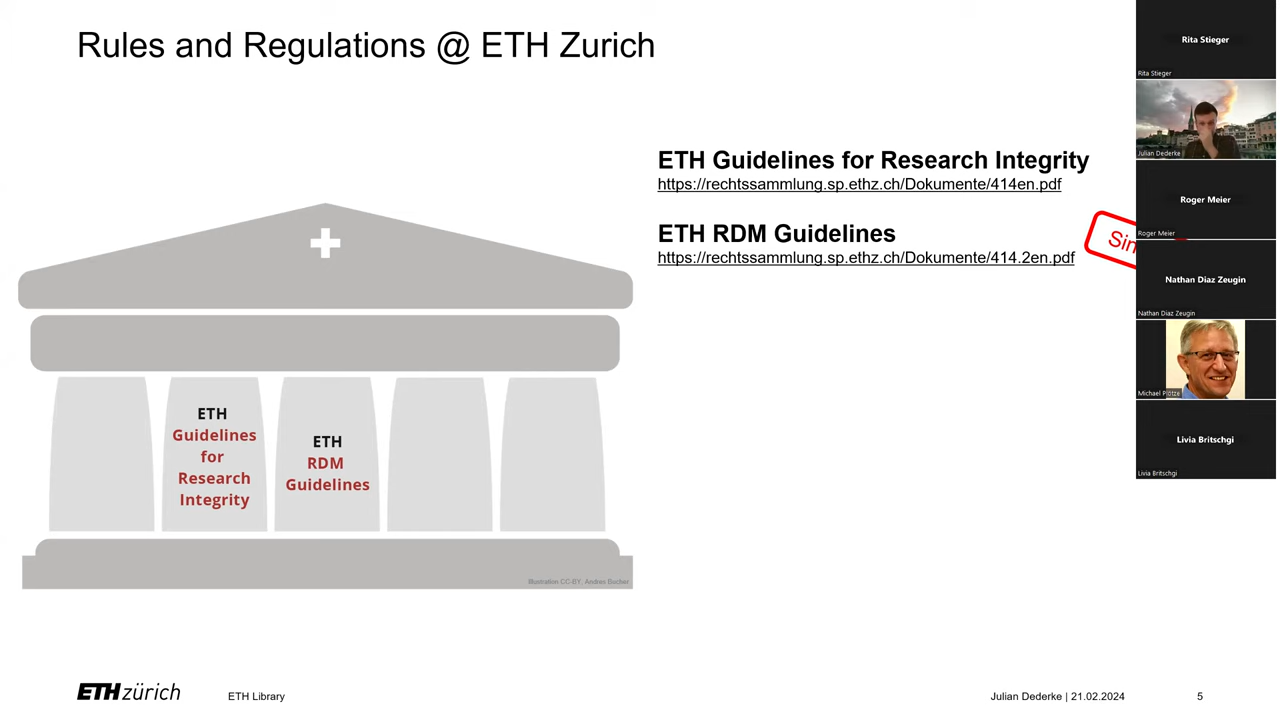 Rules and Regulations @ ETH Zurich
ETH Guidelines for Research Integrity
https://rechtssammlung.sp.ethz.ch/Dokumente/414en.pdf
ETH RDM Guidelines
https://rechtssammlung.sp.ethz.ch/Dokumente/414.2en.pdf
ETH
Guidelines
for
Research
Integrity
ETH
RDM
Guidelines
Illustration CC-BY, Andrea Bucher
ETH zürich
ETH Library
Julian Dederke | 21.02.2024
5
Rita Stieger
Rita Stieger
Julian Dederke
Roger Meier
Roger Meier
Nathan Diaz Zeugin
Nathan Diaz Zeugin
Michael Plötze
Livia Britschgi
Livia Britschgi